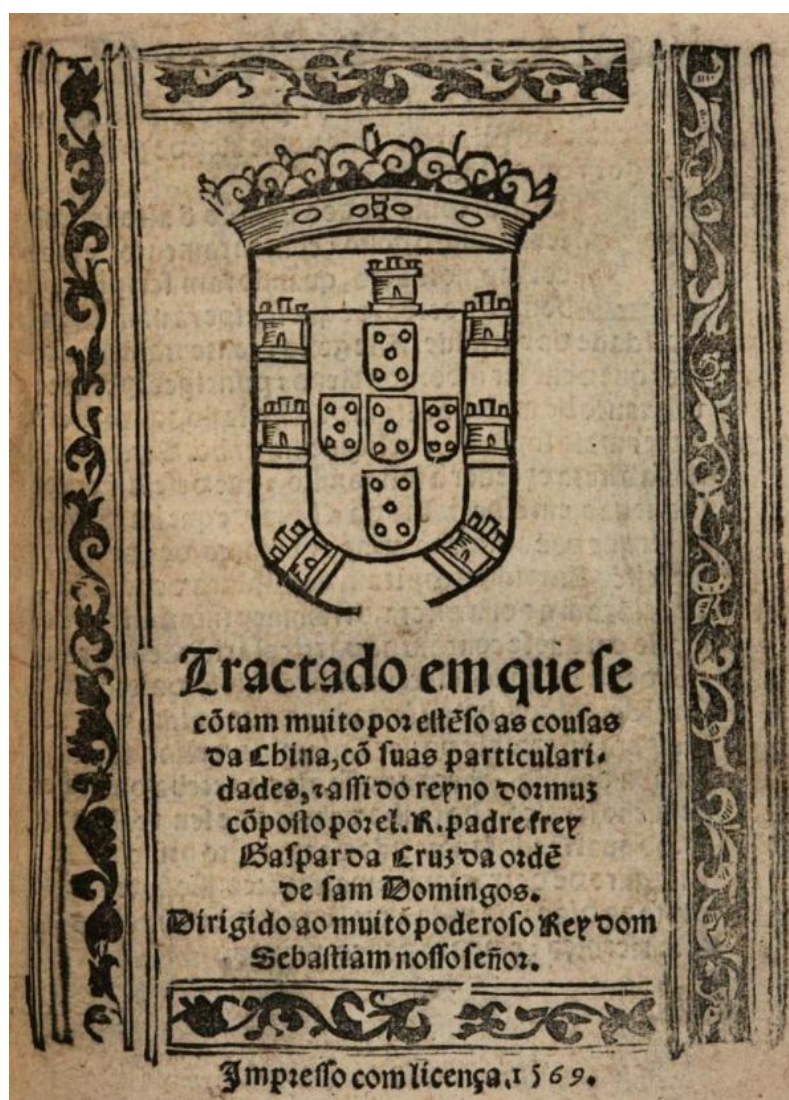 Tractado em que se
cõtam muito por estẽso as cousas
da China, cõ suas particulari-
dades, ⁊ assi do reyno dormuz
cõposto por el. R. padre frey
Gaspar da Cruz da ordẽ
de sam Domingos.
Dirigido ao muito poderoso Rey dom
Sebastiam nosso señor.
Impresso com licença. 1569.